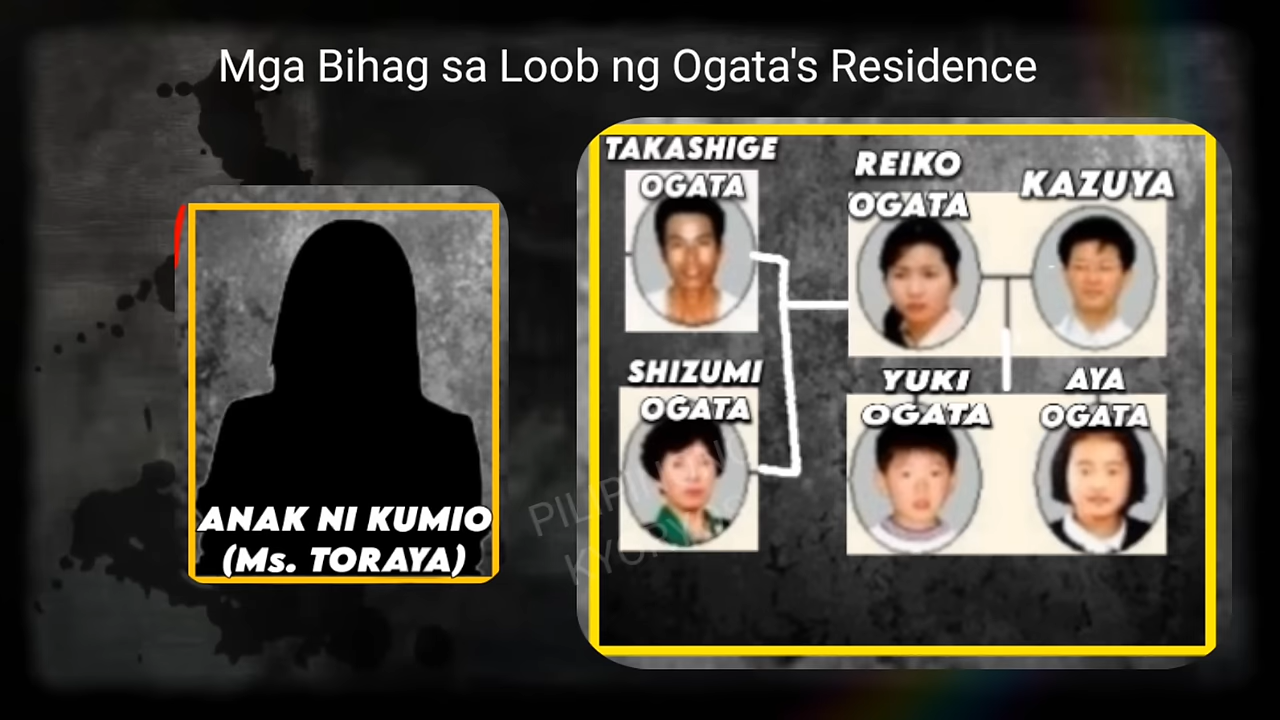 Mga Bihag sa Loob ng Ogata's Residence
ANAK NI KUMIO
(Ms. TORAYA)
TAKASHIGE
OGATA
REIKO
OGATA
KAZUYA
SHIZUMI
OGATA
YUKI
OGATA
AYA
OGATA